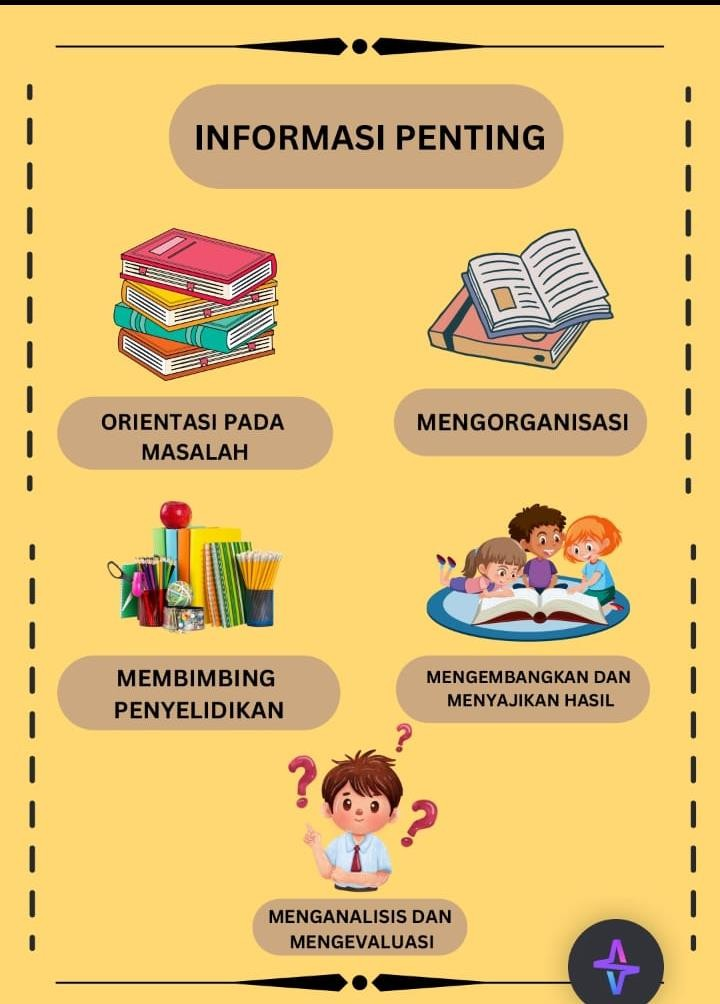 INFORMASI PENTING
ORIENTASI PADA
MASALAH
MENGORGANISASI
MEMBIMBING
PENYELIDIKAN
MENGEMBANGKAN DAN
MENYAJIKAN HASIL
MENGANALISIS DAN
MENGEVALUASI